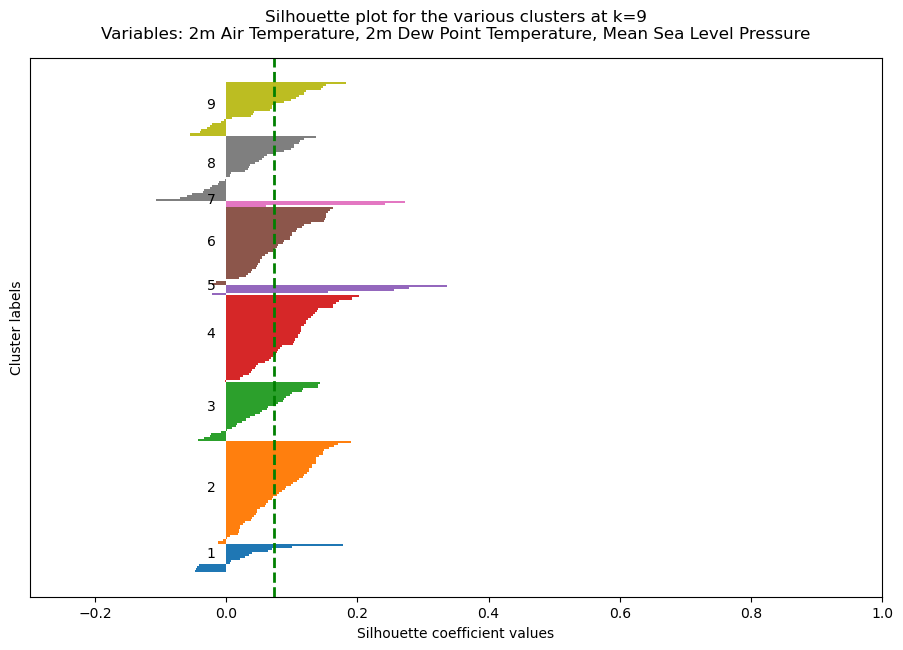 Silhouette plot for the various clusters at k=9
Variables: 2m Air Temperature, 2m Dew Point Temperature, Mean Sea Level Pressure
Cluster labels
9
8
7
6
5
4
3
2
1
−0.2 0.0 0.2 0.4 0.6 0.8 1.0
Silhouette coefficient values